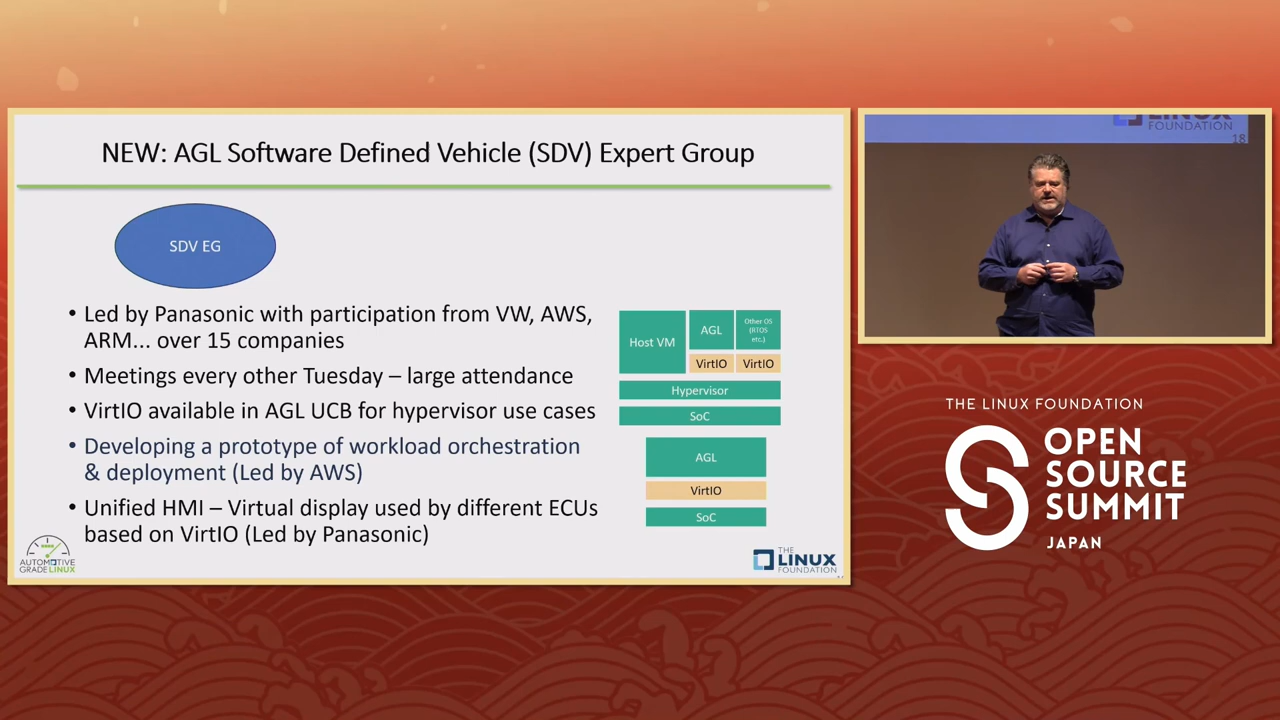 NEW: AGL Software Defined Vehicle (SDV) Expert Group
SDV EG
• Led by Panasonic with participation from VW, AWS,
ARM... over 15 companies
• Meetings every other Tuesday – large attendance
• VirtIO available in AGL UCB for hypervisor use cases
• Developing a prototype of workload orchestration
& deployment (Led by AWS)
• Unified HMI – Virtual display used by different ECUs
based on VirtIO (Led by Panasonic)
Host VM
AGL
Other OS
(RTOS
etc.)
VirtIO
VirtIO
Hypervisor
SoC
AGL
VirtIO
SoC
AUTOMOTIVE
GRADELINUX
THE
LINUX
FOUNDATION
LINUX
FOUNDATION
18
THE LINUX FOUNDATION
OPEN
SOURCE
SUMMIT
JAPAN